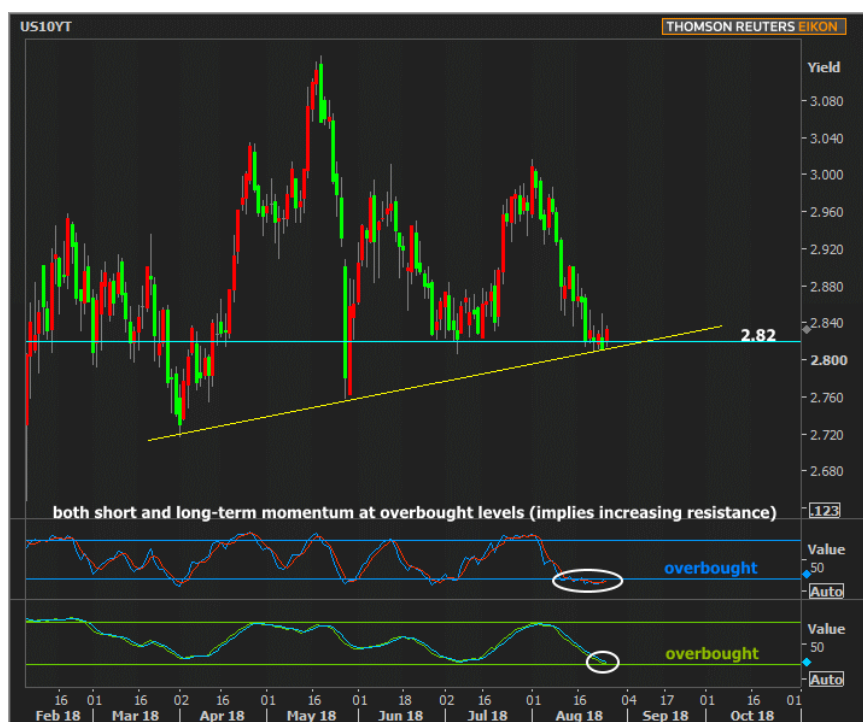 US10YT
THOMSON REUTERS EIKON
Yield
3.080
3.040
3.000
2.960
2.920
2.880
2.840
2.82
2.800
2.760
2.720
2.680
both short and long-term momentum at overbought levels (implies increasing resistance)
.123
Value
50
overbought
Auto
Value
50
overbought
Auto
16 01 16 02 16 01 16 01 18 02 16 01 16 04 17 01 16 01
Feb 18 Mar 18 Apr 18 May 18 Jun 18 Jul 18 Aug 18 Sep 18 Oct 18